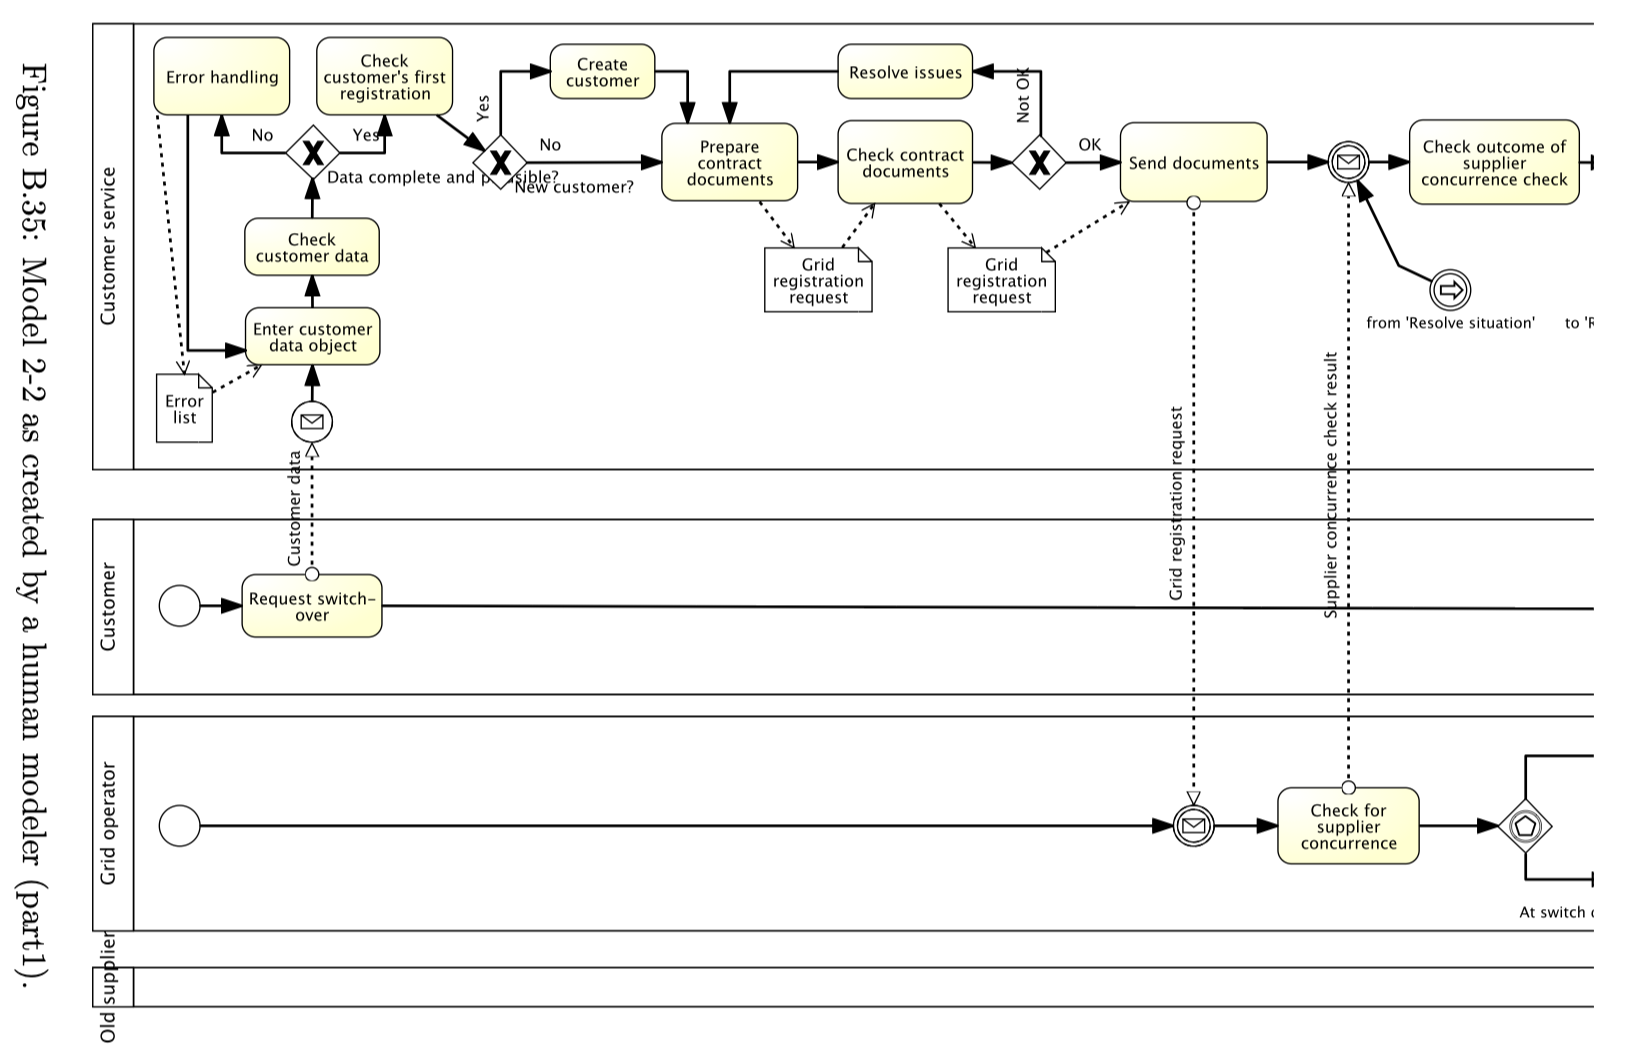 Figure B.35: Model 2-2 as created by a human modeler (part1).
Customer service
Error handling
Check
customer's first
registration
No
Yes
Data complete and p
sible?
Check
customer data
Enter customer
data object
Error
list
Customer data
Yes
Create
customer
No
New customer?
Prepare
contract
documents
Resolve issues
Not OK
Check contract
documents
OK
Grid
registration
request
Grid
registration
request
Send documents
Check outcome of
supplier
concurrence check
from 'Resolve situation'
to 'R
Grid registration request
Supplier concurrence check result
Customer
Request switch-
over
Grid operator
Check for
supplier
concurrence
At switch
Old supplier